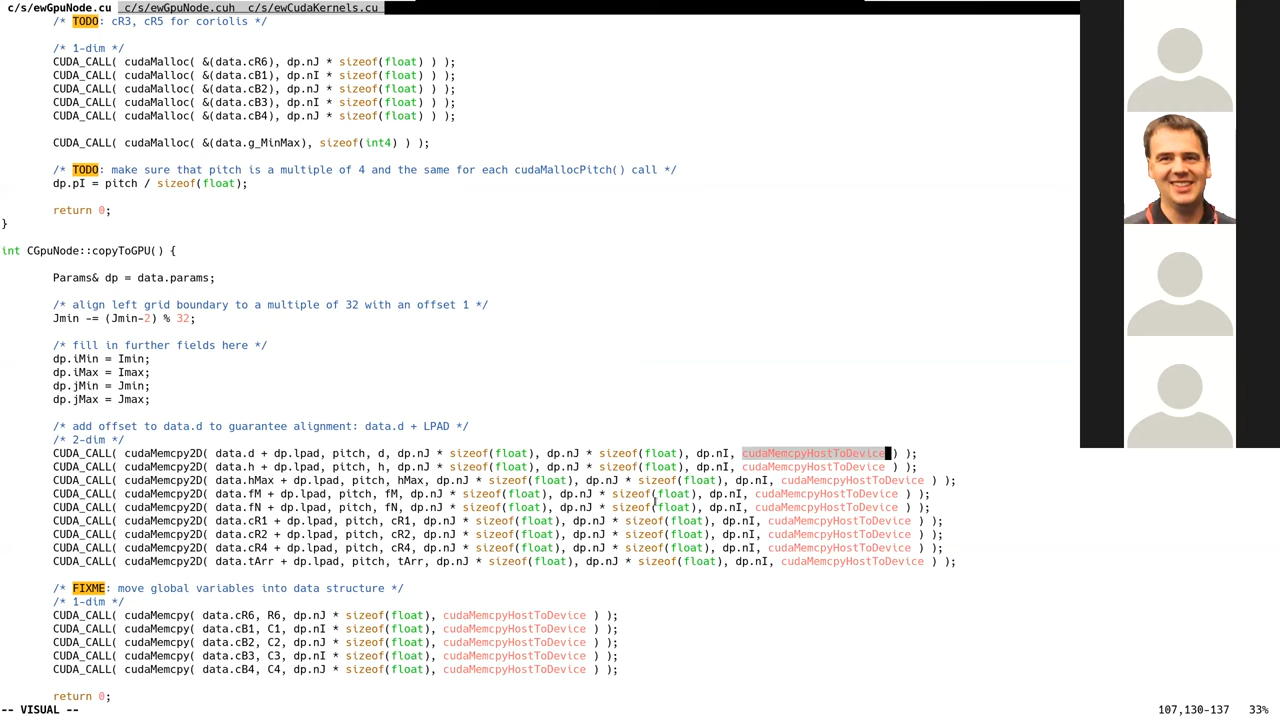 c/s/ewGpuNode.cu  c/s/ewGpuNode.cuh  c/s/ewCudaKernels.cu
/* TODO: cR3, cR5 for coriolis */
/* 1-dim */
CUDA_CALL( cudaMalloc( &(data.cR6), dp.nJ * sizeof(float) ) );
CUDA_CALL( cudaMalloc( &(data.cB1), dp.nI * sizeof(float) ) );
CUDA_CALL( cudaMalloc( &(data.cB2), dp.nJ * sizeof(float) ) );
CUDA_CALL( cudaMalloc( &(data.cB3), dp.nI * sizeof(float) ) );
CUDA_CALL( cudaMalloc( &(data.cB4), dp.nJ * sizeof(float) ) );
CUDA_CALL( cudaMalloc( &(data.g_MinMax), sizeof(int4) ) );
/* TODO: make sure that pitch is a multiple of 4 and the same for each cudaMallocPitch() call */
dp.pI = pitch / sizeof(float);
return 0;
}
int CGpuNode::copyToGPU() {
Params& dp = data.params;
/* align left grid boundary to a multiple of 32 with an offset 1 */
Jmin -= (Jmin-2) % 32;
/* fill in further fields here */
dp.iMin = Imin;
dp.iMax = Imax;
dp.jMin = Jmin;
dp.jMax = Jmax;
/* add offset to data.d to guarantee alignment: data.d + LPAD */
/* 2-dim */
CUDA_CALL( cudaMemcpy2D( data.d + dp.lpad, pitch, d, dp.nJ * sizeof(float), dp.nJ * sizeof(float), dp.nI, cudaMemcpyHostToDevice ) );
CUDA_CALL( cudaMemcpy2D( data.h + dp.lpad, pitch, h, dp.nJ * sizeof(float), dp.nJ * sizeof(float), dp.nI, cudaMemcpyHostToDevice ) );
CUDA_CALL( cudaMemcpy2D( data.hMax + dp.lpad, pitch, hMax, dp.nJ * sizeof(float), dp.nJ * sizeof(float), dp.nI, cudaMemcpyHostToDevice ) );
CUDA_CALL( cudaMemcpy2D( data.fM + dp.lpad, pitch, fM, dp.nJ * sizeof(float), dp.nJ * sizeof(float), dp.nI, cudaMemcpyHostToDevice ) );
CUDA_CALL( cudaMemcpy2D( data.fN + dp.lpad, pitch, fN, dp.nJ * sizeof(float), dp.nJ * sizeof(float), dp.nI, cudaMemcpyHostToDevice ) );
CUDA_CALL( cudaMemcpy2D( data.cR1 + dp.lpad, pitch, cR1, dp.nJ * sizeof(float), dp.nJ * sizeof(float), dp.nI, cudaMemcpyHostToDevice ) );
CUDA_CALL( cudaMemcpy2D( data.cR2 + dp.lpad, pitch, cR2, dp.nJ * sizeof(float), dp.nJ * sizeof(float), dp.nI, cudaMemcpyHostToDevice ) );
CUDA_CALL( cudaMemcpy2D( data.cR4 + dp.lpad, pitch, cR4, dp.nJ * sizeof(float), dp.nJ * sizeof(float), dp.nI, cudaMemcpyHostToDevice ) );
CUDA_CALL( cudaMemcpy2D( data.tArr + dp.lpad, pitch, tArr, dp.nJ * sizeof(float), dp.nJ * sizeof(float), dp.nI, cudaMemcpyHostToDevice ) );
/* FIXME: move global variables into data structure */
/* 1-dim */
CUDA_CALL( cudaMemcpy( data.cR6, R6, dp.nJ * sizeof(float), cudaMemcpyHostToDevice ) );
CUDA_CALL( cudaMemcpy( data.cB1, C1, dp.nI * sizeof(float), cudaMemcpyHostToDevice ) );
CUDA_CALL( cudaMemcpy( data.cB2, C2, dp.nJ * sizeof(float), cudaMemcpyHostToDevice ) );
CUDA_CALL( cudaMemcpy( data.cB3, C3, dp.nI * sizeof(float), cudaMemcpyHostToDevice ) );
CUDA_CALL( cudaMemcpy( data.cB4, C4, dp.nJ * sizeof(float), cudaMemcpyHostToDevice ) );
return 0;
-- VISUAL --  107,130-137  33%